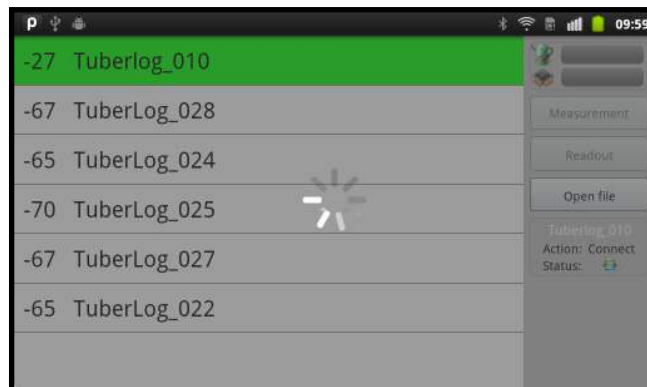 09:59
-27 Tuberlog_010
-67 TuberLog_028
-65 TuberLog_024
-70 TuberLog_025
-67 TuberLog_027
-65 TuberLog_022
Measurement
Readout
Open file
Tuberlog_010
Action: Connect
Status: